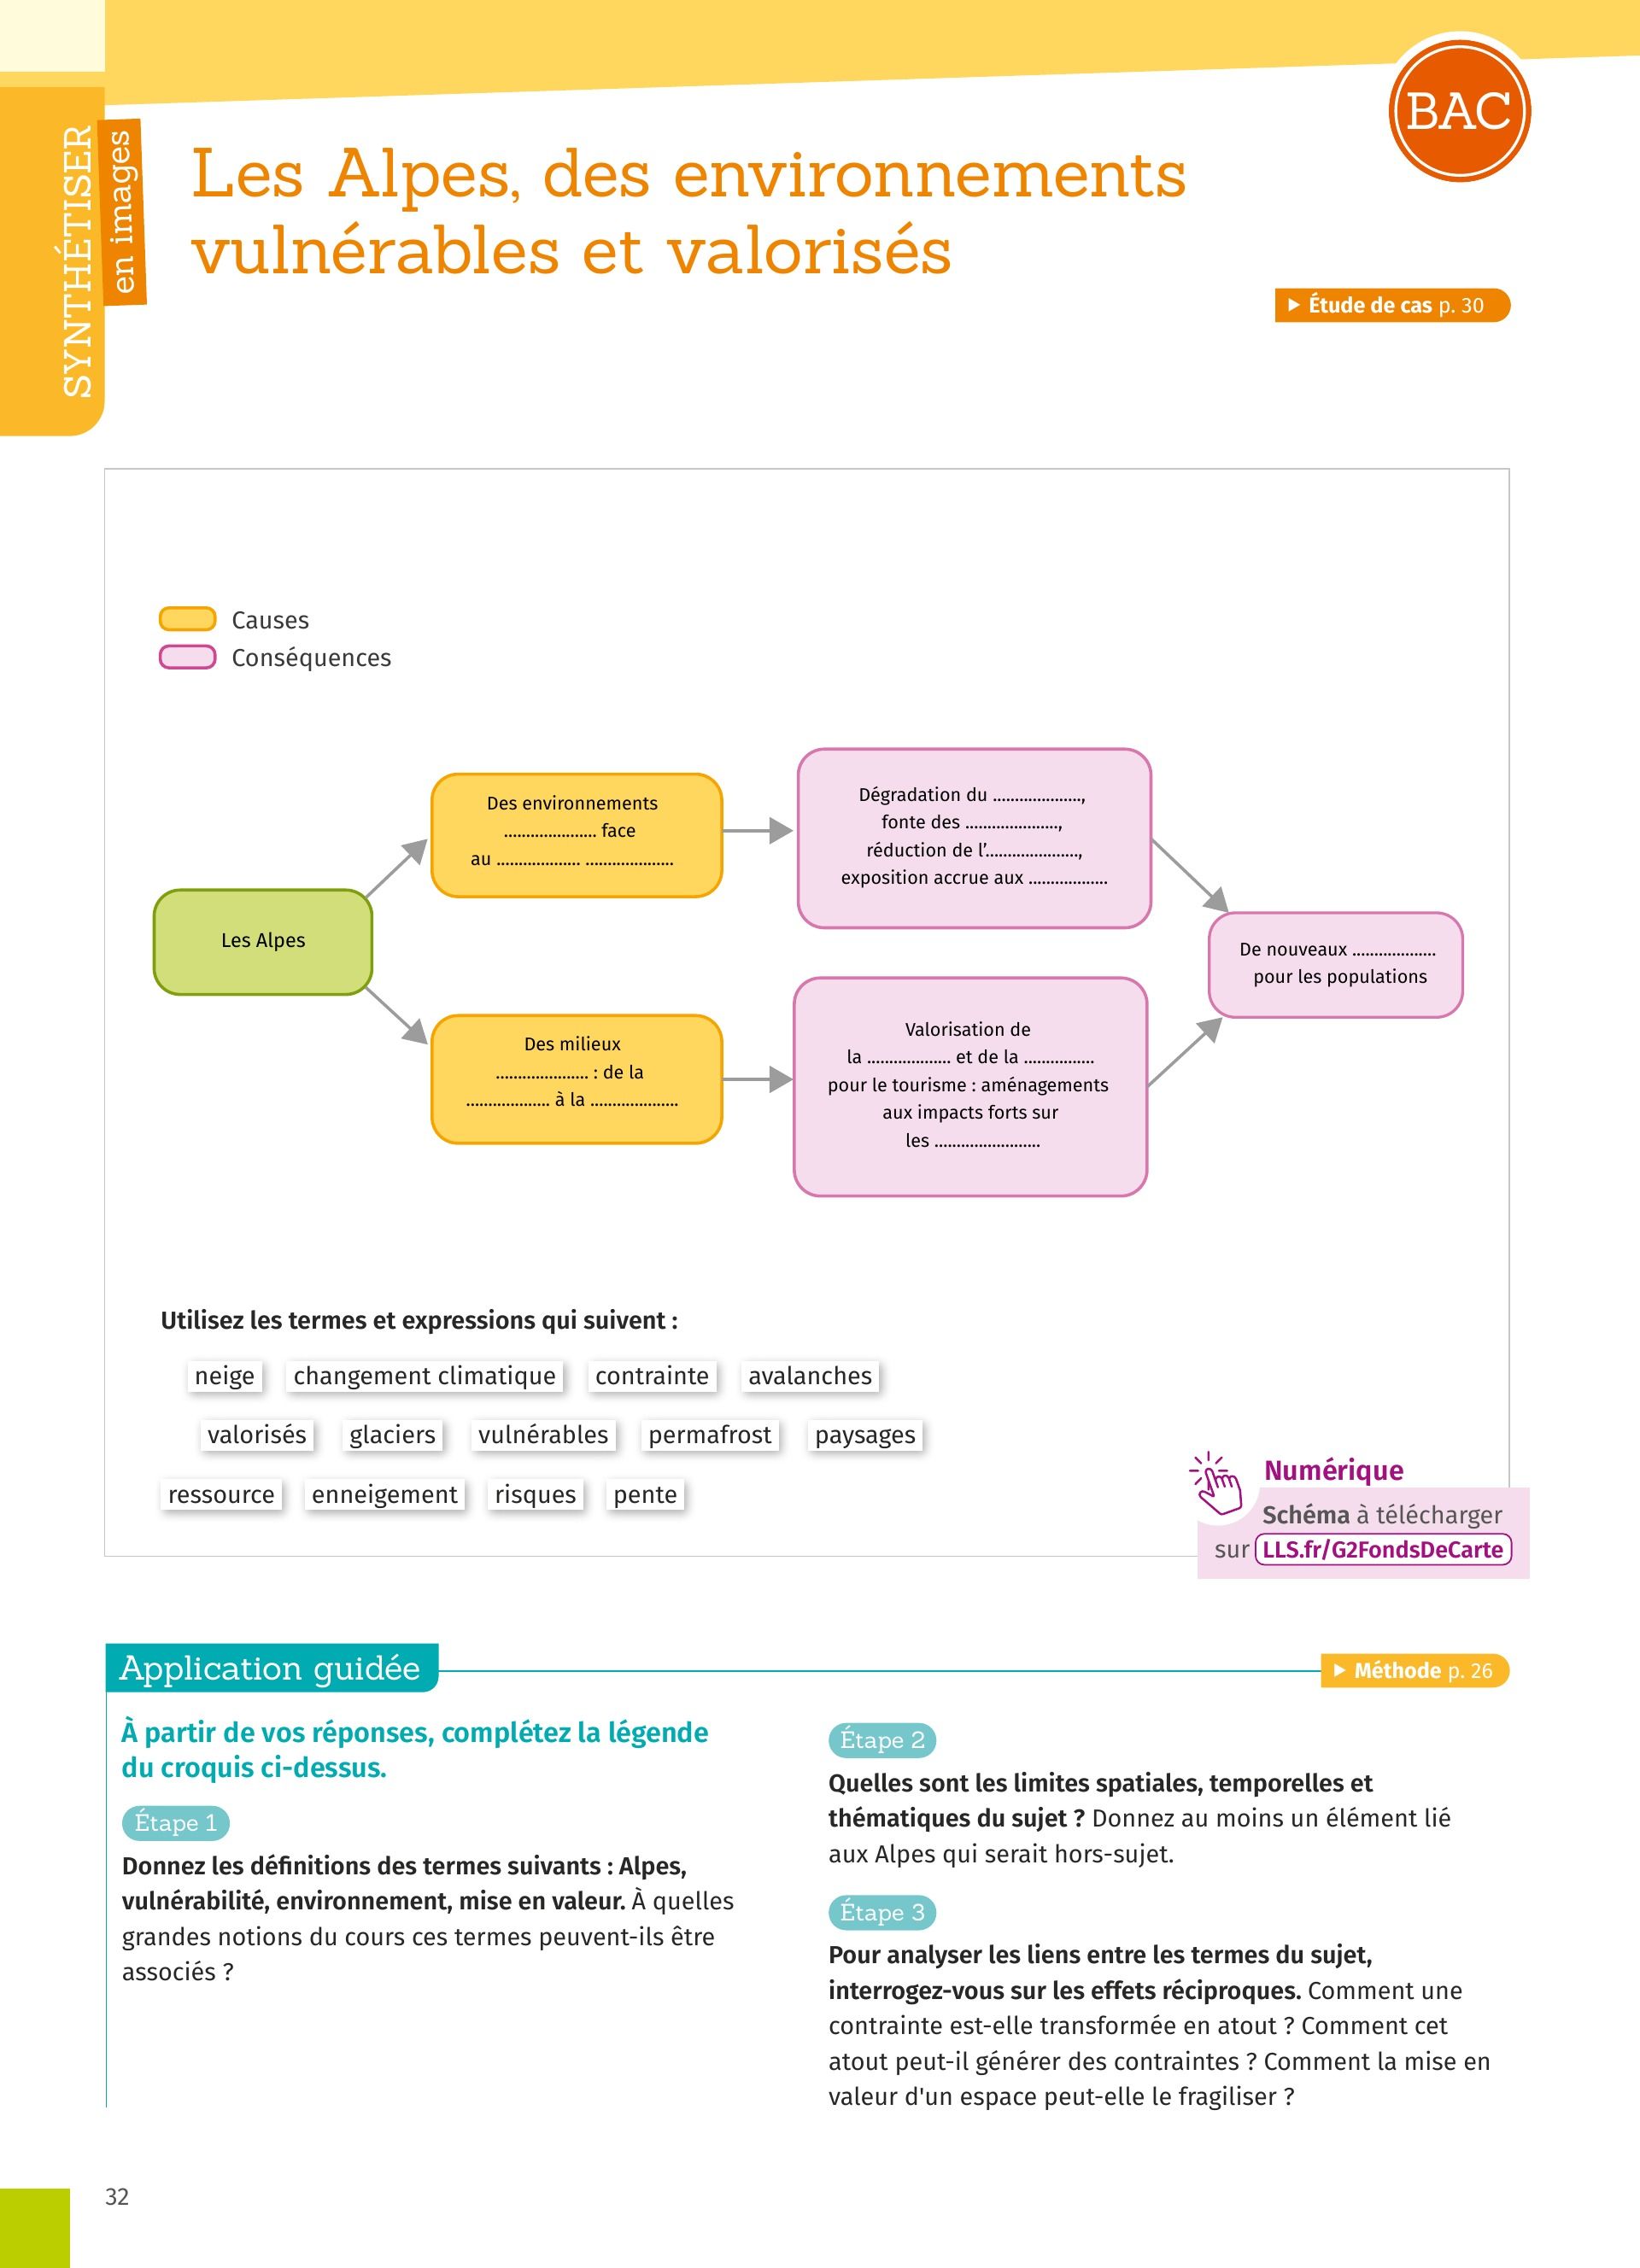 SYNTHÉTISER
en images
BAC
Les Alpes, des environnements
vulnérables et valorisés
Étude de cas p. 30
Causes
Conséquences
Les Alpes
Des environnements
..................... face
au ................... ....................
Dégradation du ....................,
fonte des .....................,
réduction de l'.....................,
exposition accrue aux ..................
Des milieux
..................... : de la
................... à la ....................
Valorisation de
la ................... et de la ................
pour le tourisme : aménagements
aux impacts forts sur
les ........................
De nouveaux ...................
pour les populations
Utilisez les termes et expressions qui suivent :
neige changement climatique contrainte avalanches
valorisés glaciers vulnérables permafrost paysages
ressource enneigement risques pente
Numérique
Schéma à télécharger
sur LLS.fr/G2FondsDeCarte
Application guidée
Méthode p. 26
À partir de vos réponses, complétez la légende
du croquis ci-dessus.
Étape 1
Donnez les définitions des termes suivants : Alpes,
vulnérabilité, environnement, mise en valeur. À quelles
grandes notions du cours ces termes peuvent-ils être
associés ?
Étape 2
Quelles sont les limites spatiales, temporelles et
thématiques du sujet ? Donnez au moins un élément lié
aux Alpes qui serait hors-sujet.
Étape 3
Pour analyser les liens entre les termes du sujet,
interrogez-vous sur les effets réciproques. Comment une
contrainte est-elle transformée en atout ? Comment cet
atout peut-il générer des contraintes ? Comment la mise en
valeur d'un espace peut-elle le fragiliser ?
32